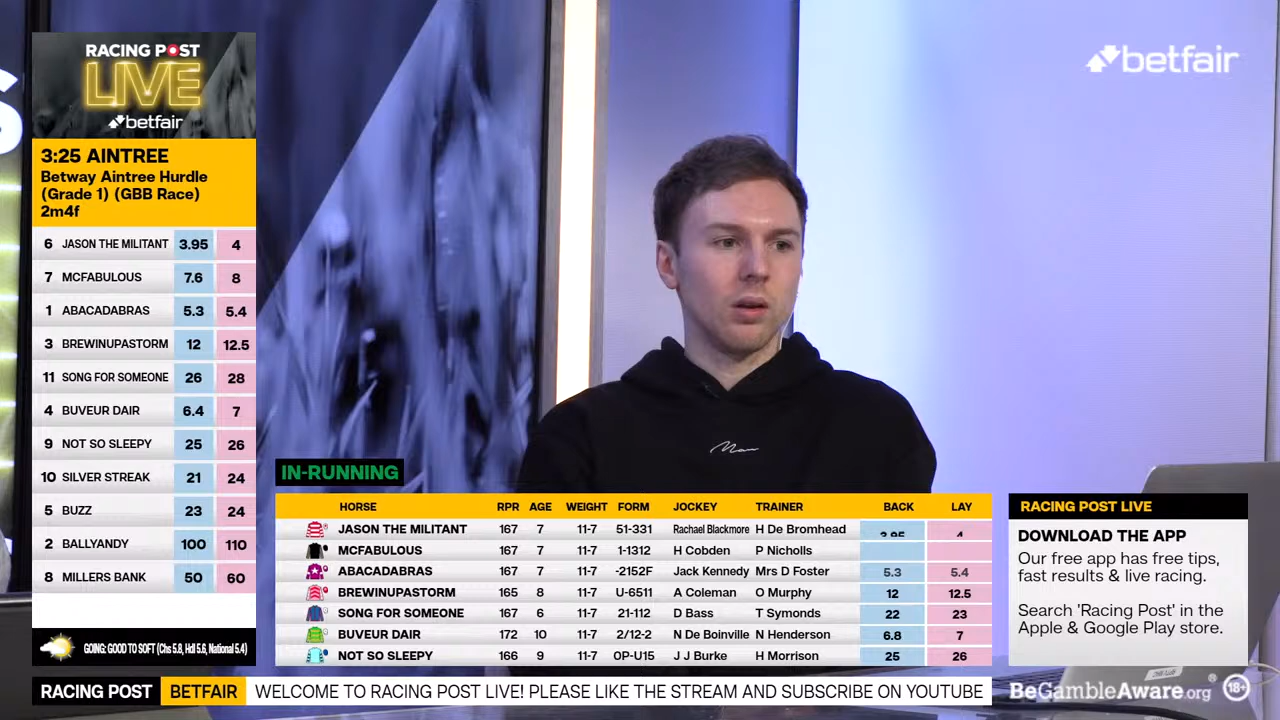 S
RACING POST
LIVE
betfair
betfair
3:25 AINTREE
Betway Aintree Hurdle
(Grade 1) (GBB Race)
2m4f
6 JASON THE MILITANT 3.95 4
7 MCFABULOUS 7.6 8
1 ABACADABRAS 5.3 5.4
3 BREWINUPASTORM 12 12.5
11 SONG FOR SOMEONE 26 28
4 BUVEUR DAIR 6.4 7
9 NOT SO SLEEPY 25 26
10 SILVER STREAK 21 24
5 BUZZ 23 24
2 BALLYANDY 100 110
8 MILLERS BANK 50 60
GOING: GOOD TO SOFT (Chs 5.8, Hdl 5.6, National 5.4)
IN-RUNNING
HORSE RPR AGE WEIGHT FORM JOCKEY TRAINER BACK LAY
JASON THE MILITANT 167 7 11-7 51-331 Rachael Blackmore H De Bromhead 3.95 4
MCFABULOUS 167 7 11-7 1-1312 H Cobden P Nicholls
ABACADABRAS 167 7 11-7 -2152F Jack Kennedy Mrs D Foster 5.3 5.4
BREWINUPASTORM 165 8 11-7 U-6511 A Coleman O Murphy 12 12.5
SONG FOR SOMEONE 167 6 11-7 21-112 D Bass T Symonds 22 23
BUVEUR DAIR 172 10 11-7 2/12-2 N De Boinville N Henderson 6.8 7
NOT SO SLEEPY 166 9 11-7 0P-U15 J J Burke H Morrison 25 26
RACING POST LIVE
DOWNLOAD THE APP
Our free app has free tips,
fast results & live racing.
Search 'Racing Post' in the
Apple & Google Play store.
RACING POST BETFAIR WELCOME TO RACING POST LIVE! PLEASE LIKE THE STREAM AND SUBSCRIBE ON YOUTUBE
BeGambleAware.org® 18+